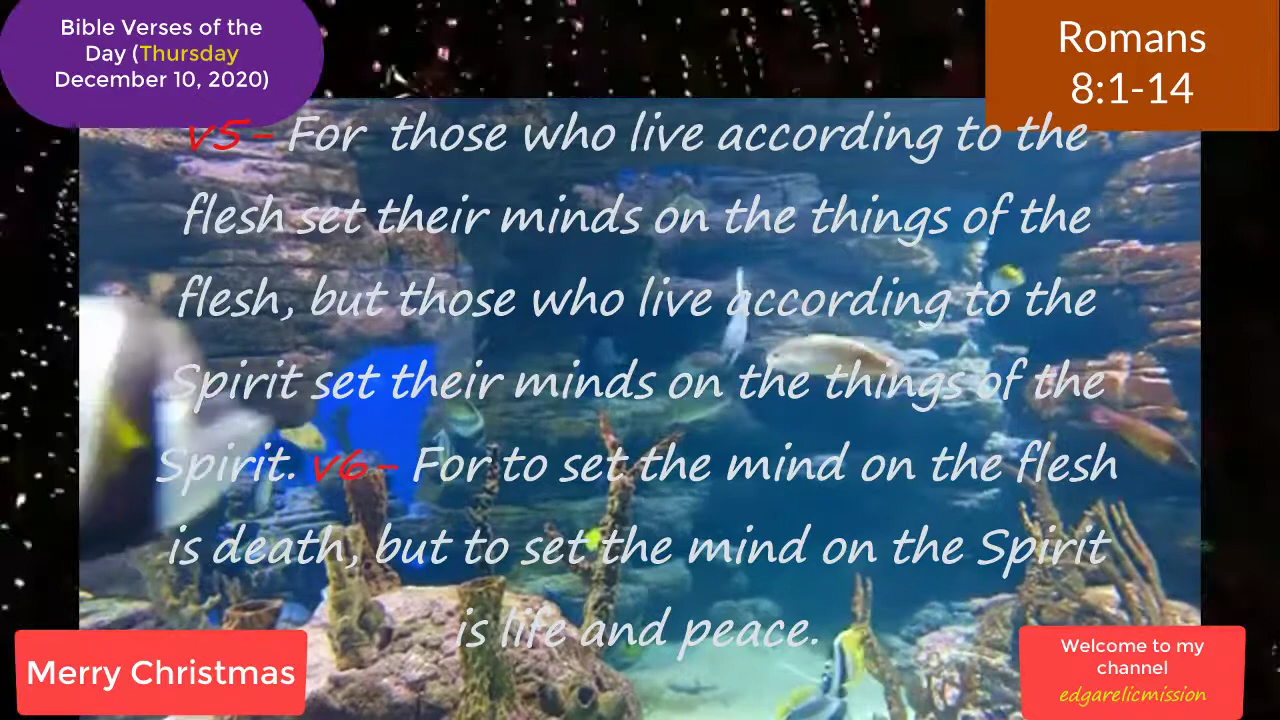 Bible Verses of the
Day (Thursday
December 10, 2020)
Romans
8:1-14
v5- For those who live according to the
flesh set their minds on the things of the
flesh, but those who live according to the
Spirit set their minds on the things of the
Spirit. v6- For to set the mind on the flesh
is death, but to set the mind on the Spirit
is life and peace.
Merry Christmas
Welcome to my
channel
edgarelicmission